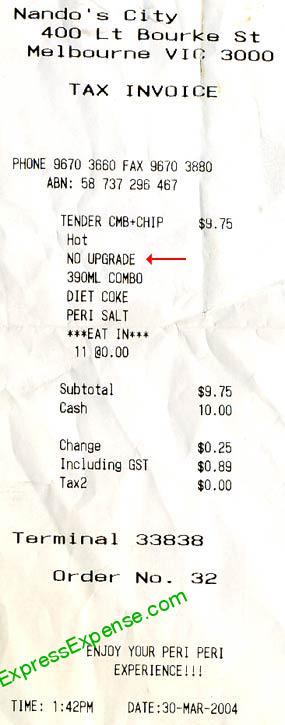 Nando's City
400 Lt Bourke St
Melbourne VIC 3000
TAX INVOICE
PHONE 9670 3660 FAX 9670 3880
ABN: 58 737 296 467
TENDER CMB+CHIP $9.75
Hot
NO UPGRADE
390ML COMBO
DIET COKE
PERI SALT
***EAT IN***
11 @0.00
Subtotal $9.75
Cash 10.00
Change $0.25
Including GST $0.89
Tax2 $0.00
Terminal 33838
Order No. 32
ExpressExpense.com
ENJOY YOUR PERI PERI
EXPERIENCE!!!
TIME: 1:42PM DATE:30-MAR-2004